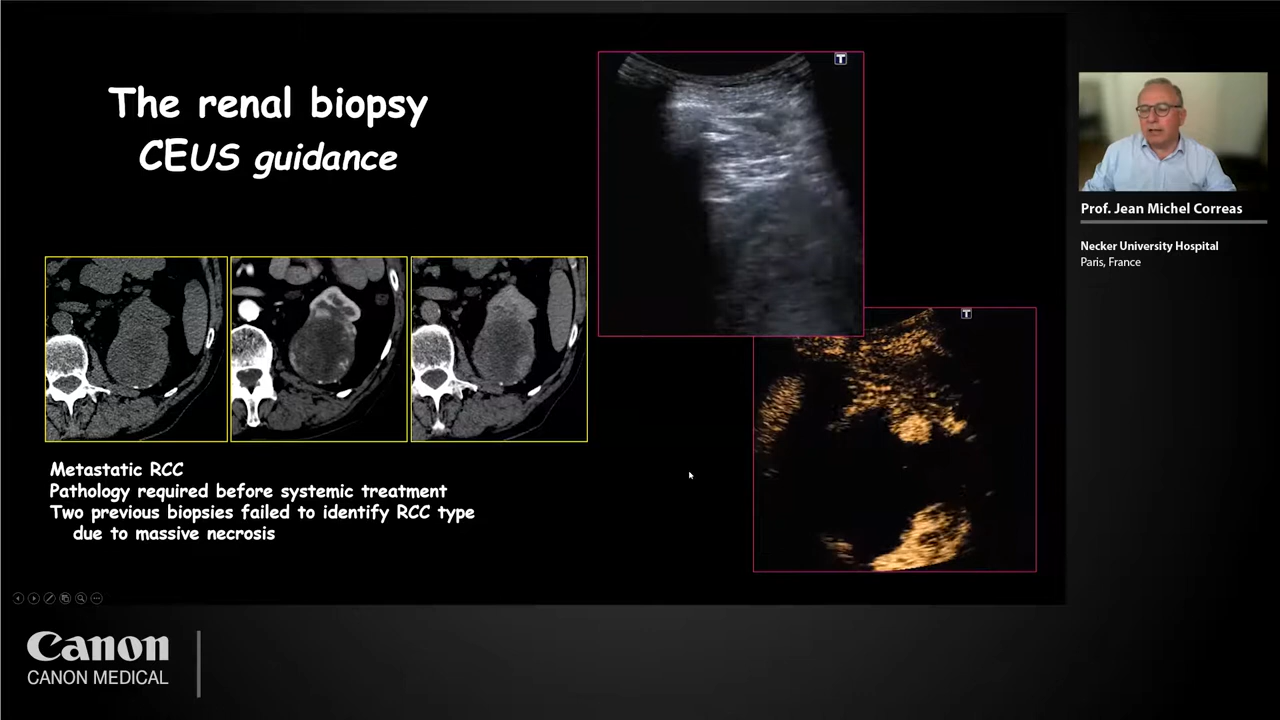 The renal biopsy
CEUS guidance
T
T
Metastatic RCC
Pathology required before systemic treatment
Two previous biopsies failed to identify RCC type
due to massive necrosis
Prof. Jean Michel Correas
Necker University Hospital
Paris, France
Canon
CANON MEDICAL